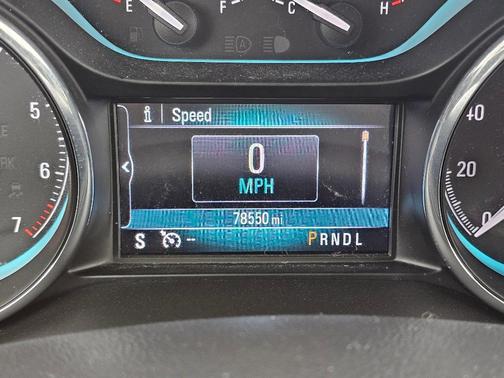 E F C H
i Speed
5
6
7
0
MPH
78550 mi
S -- PRNDL
40
20
0